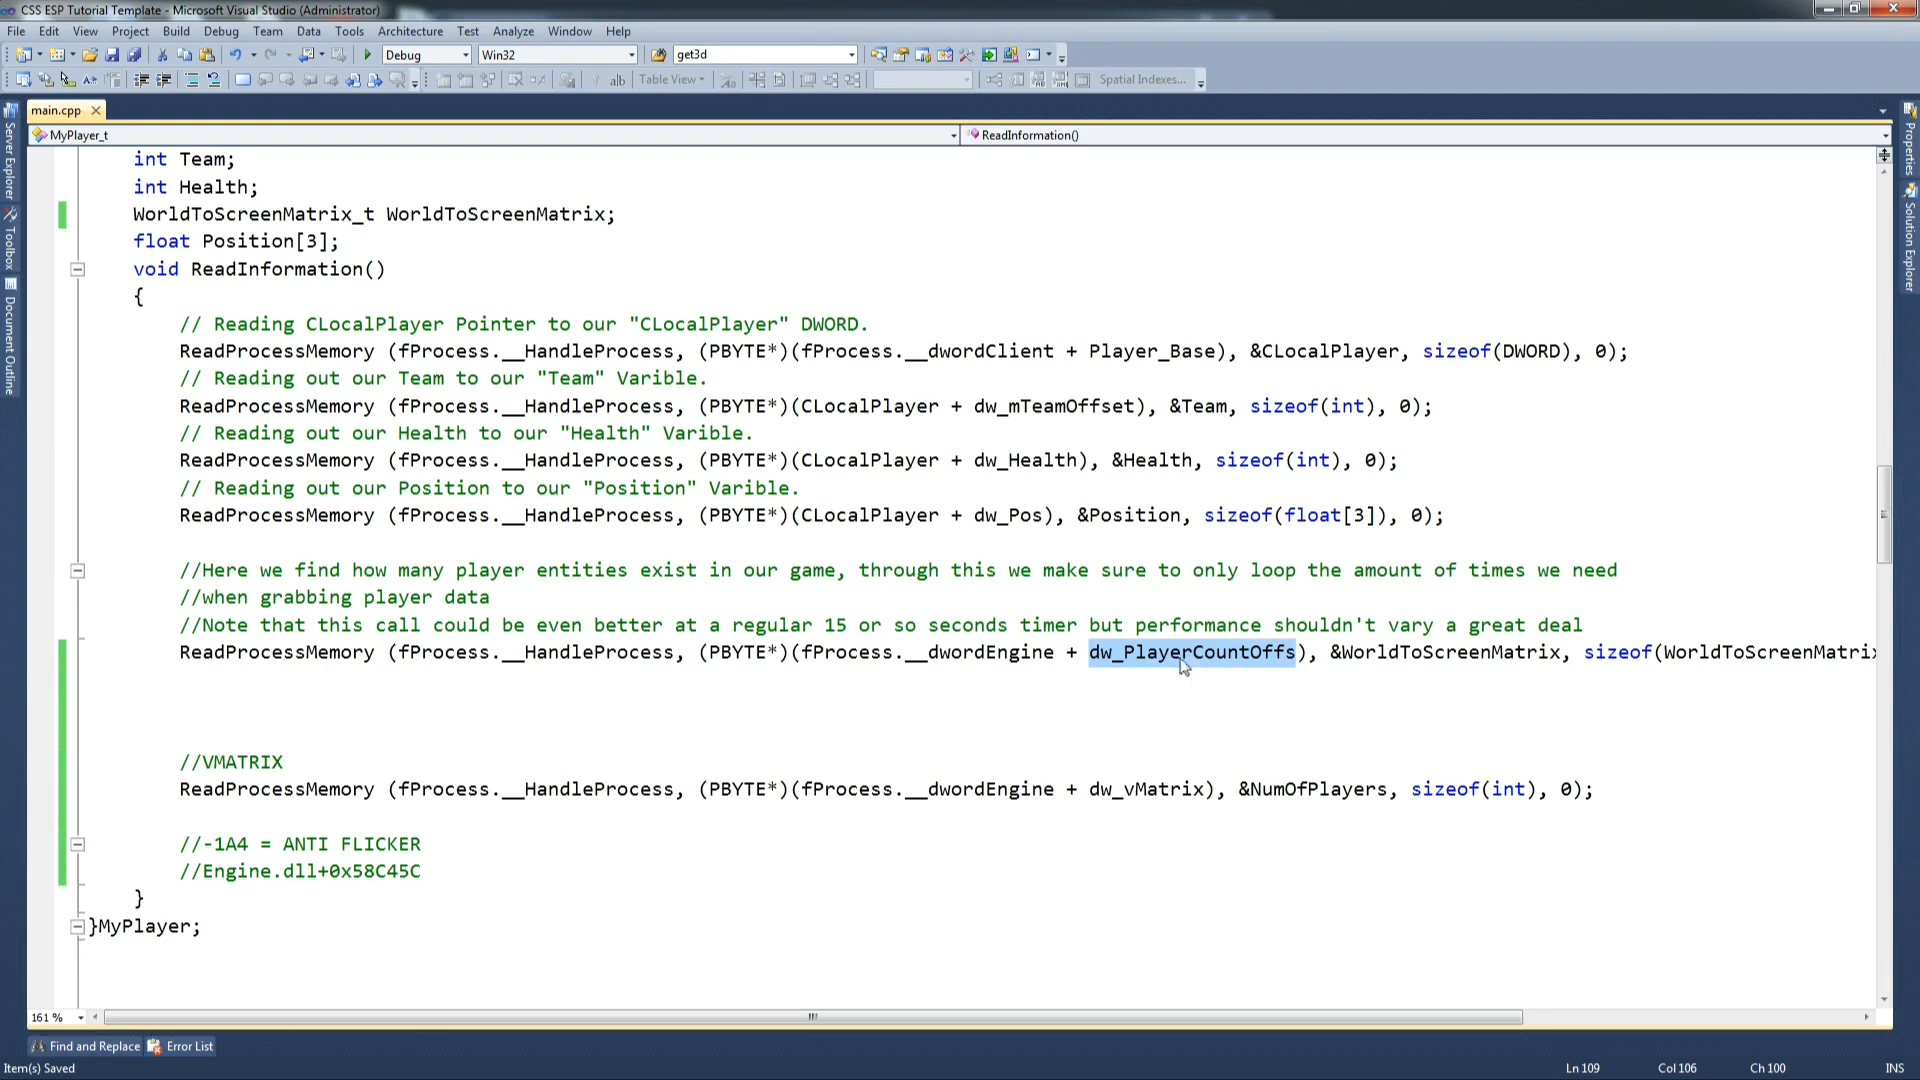 CSS ESP Tutorial Template - Microsoft Visual Studio (Administrator)
File Edit View Project Build Debug Team Data Tools Architecture Test Analyze Window Help
Debug Win32 get3d
Table View Spatial Indexes...
main.cpp
MyPlayer_t ReadInformation()
Server Explorer
Toolbox
Document Outline
Properties
Solution Explorer
int Team;
int Health;
WorldToScreenMatrix_t WorldToScreenMatrix;
float Position[3];
void ReadInformation()
{
// Reading CLocalPlayer Pointer to our "CLocalPlayer" DWORD.
ReadProcessMemory (fProcess.__HandleProcess, (PBYTE*)(fProcess.__dwordClient + Player_Base), &CLocalPlayer, sizeof(DWORD), 0);
// Reading out our Team to our "Team" Varible.
ReadProcessMemory (fProcess.__HandleProcess, (PBYTE*)(CLocalPlayer + dw_mTeamOffset), &Team, sizeof(int), 0);
// Reading out our Health to our "Health" Varible.
ReadProcessMemory (fProcess.__HandleProcess, (PBYTE*)(CLocalPlayer + dw_Health), &Health, sizeof(int), 0);
// Reading out our Position to our "Position" Varible.
ReadProcessMemory (fProcess.__HandleProcess, (PBYTE*)(CLocalPlayer + dw_Pos), &Position, sizeof(float[3]), 0);
//Here we find how many player entities exist in our game, through this we make sure to only loop the amount of times we need
//when grabbing player data
//Note that this call could be even better at a regular 15 or so seconds timer but performance shouldn't vary a great deal
ReadProcessMemory (fProcess.__HandleProcess, (PBYTE*)(fProcess.__dwordEngine + dw_PlayerCountOffs), &WorldToScreenMatrix, sizeof(WorldToScreenMatrix
//VMATRIX
ReadProcessMemory (fProcess.__HandleProcess, (PBYTE*)(fProcess.__dwordEngine + dw_vMatrix), &NumOfPlayers, sizeof(int), 0);
//-1A4 = ANTI FLICKER
//Engine.dll+0x58C45C
}
}MyPlayer;
161 %
Find and Replace Error List
Item(s) Saved Ln 109 Col 106 Ch 100 INS